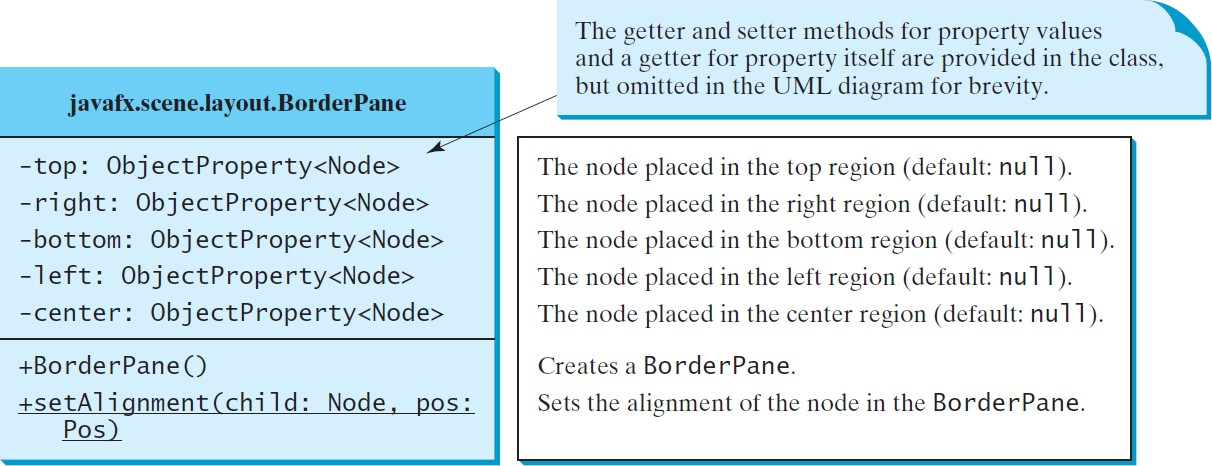 The getter and setter methods for property values
and a getter for property itself are provided in the class,
but omitted in the UML diagram for brevity.
javafx.scene.layout.BorderPane
-top: ObjectProperty<Node>
-right: ObjectProperty<Node>
-bottom: ObjectProperty<Node>
-left: ObjectProperty<Node>
-center: ObjectProperty<Node>
+BorderPane()
+setAlignment(child: Node, pos:
Pos)
The node placed in the top region (default: null).
The node placed in the right region (default: null).
The node placed in the bottom region (default: null).
The node placed in the left region (default: null).
The node placed in the center region (default: null).
Creates a BorderPane.
Sets the alignment of the node in the BorderPane.